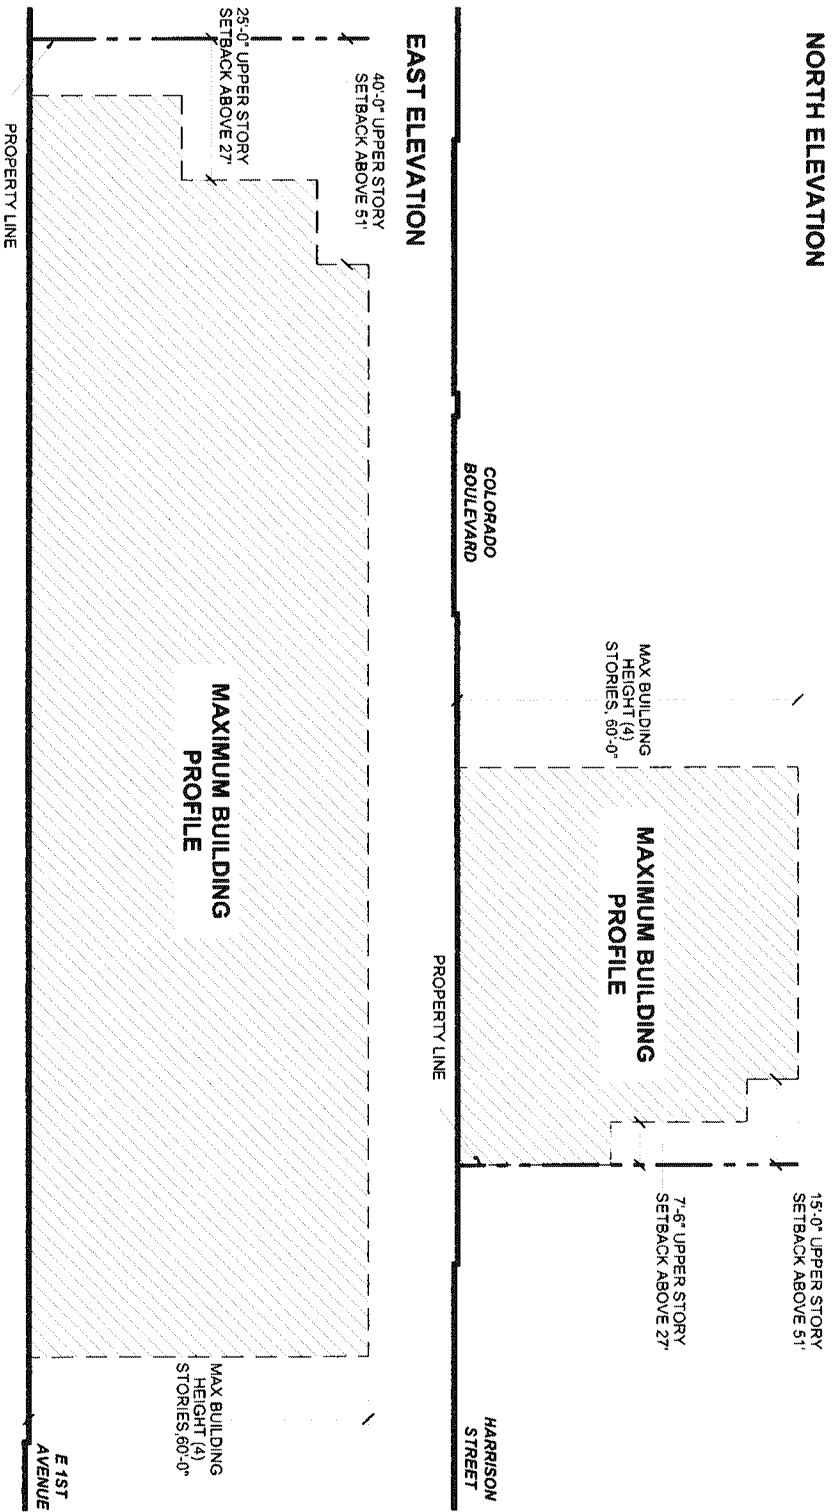 NORTH ELEVATION
15'-0" UPPER STORY
SETBACK ABOVE 51'
7'-6" UPPER STORY
SETBACK ABOVE 27'
MAX BUILDING
HEIGHT (4)
STORIES, 60'-0"
MAXIMUM BUILDING
PROFILE
COLORADO
BOULEVARD
PROPERTY LINE
HARRISON
STREET
EAST ELEVATION
40'-0" UPPER STORY
SETBACK ABOVE 51'
25'-0" UPPER STORY
SETBACK ABOVE 27'
PROPERTY LINE
MAXIMUM BUILDING
PROFILE
MAX BUILDING
HEIGHT (4)
STORIES,60'-0"
E 1ST
AVENUE